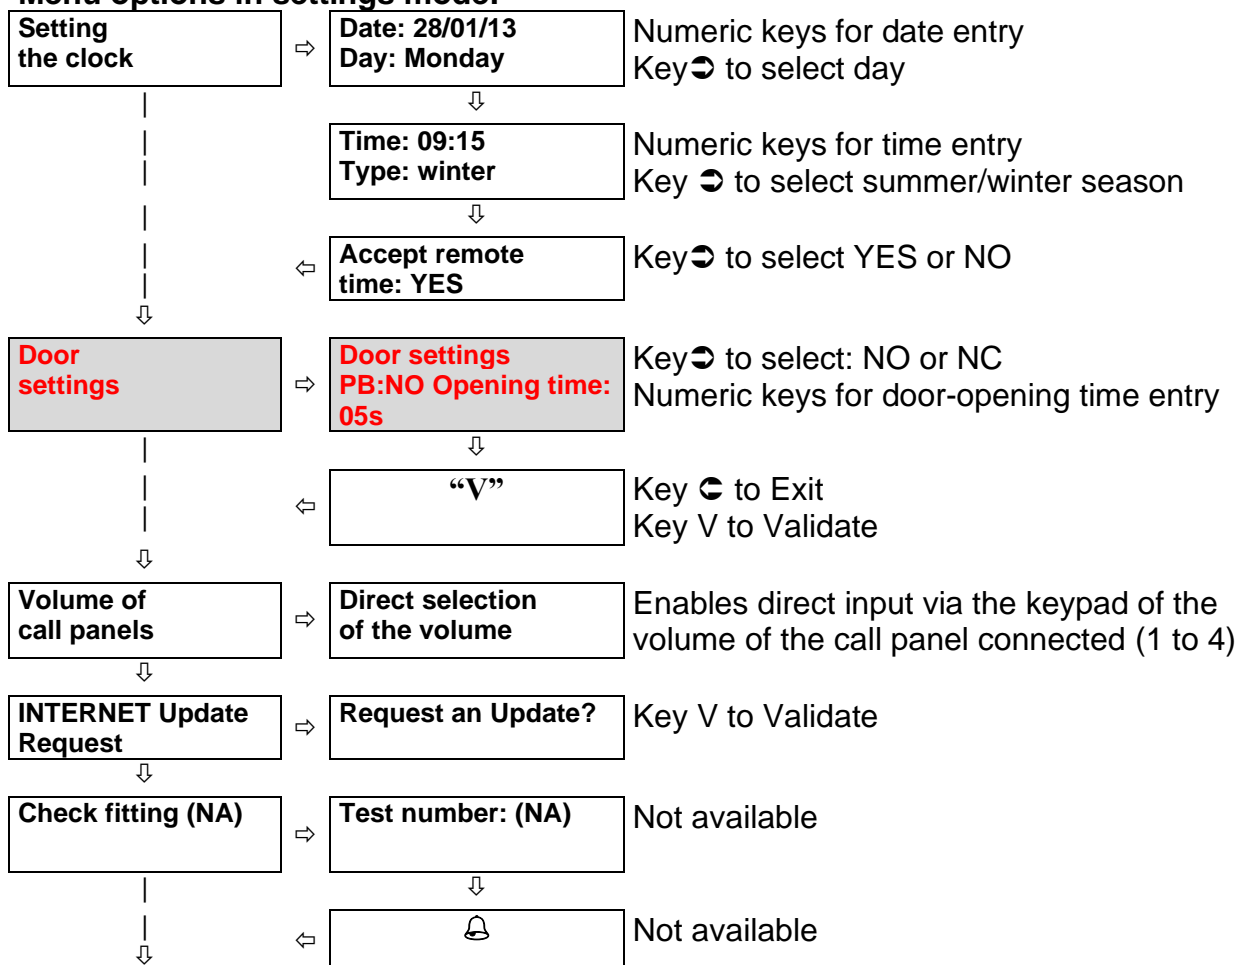 Menu options in settings mode:
Setting
the clock
⇨
Date: 28/01/13
Day: Monday
Numeric keys for date entry
Key➲ to select day
Time: 09:15
Type: winter
Numeric keys for time entry
Key ➲ to select summer/winter season
Accept remote
time: YES
Key➲ to select YES or NO
Door
settings
Door settings
PB:NO Opening time:
05s
Key➲ to select: NO or NC
Numeric keys for door-opening time entry
“V”
Key to Exit
Key V to Validate
Volume of
call panels
Direct selection
of the volume
Enables direct input via the keypad of the
volume of the call panel connected (1 to 4)
INTERNET Update
Request
Request an Update?
Key V to Validate
Check fitting (NA)
Test number: (NA)
Not available
Not available